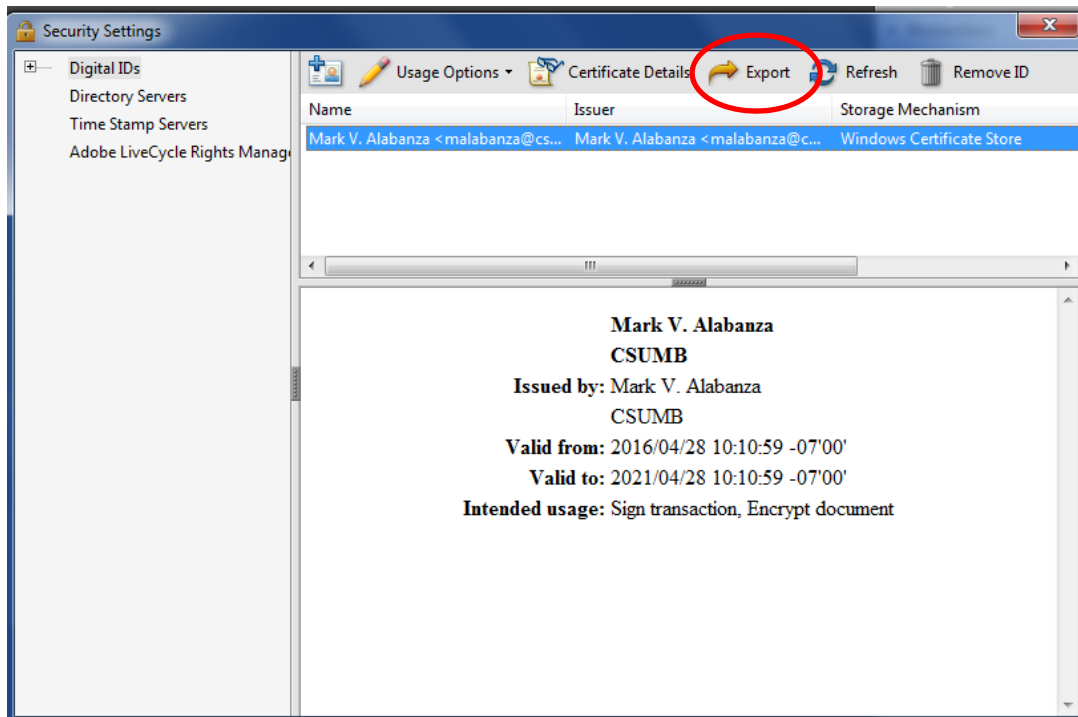 Security Settings
Digital IDs
Directory Servers
Time Stamp Servers
Adobe LiveCycle Rights Manag
Usage Options Certificate Details Export Refresh Remove ID
Name Issuer Storage Mechanism
Mark V. Alabanza <malabanza@cs... Mark V. Alabanza <malabanza@c... Windows Certificate Store
Mark V. Alabanza
CSUMB
Issued by: Mark V. Alabanza
CSUMB
Valid from: 2016/04/28 10:10:59 -07'00'
Valid to: 2021/04/28 10:10:59 -07'00'
Intended usage: Sign transaction, Encrypt document